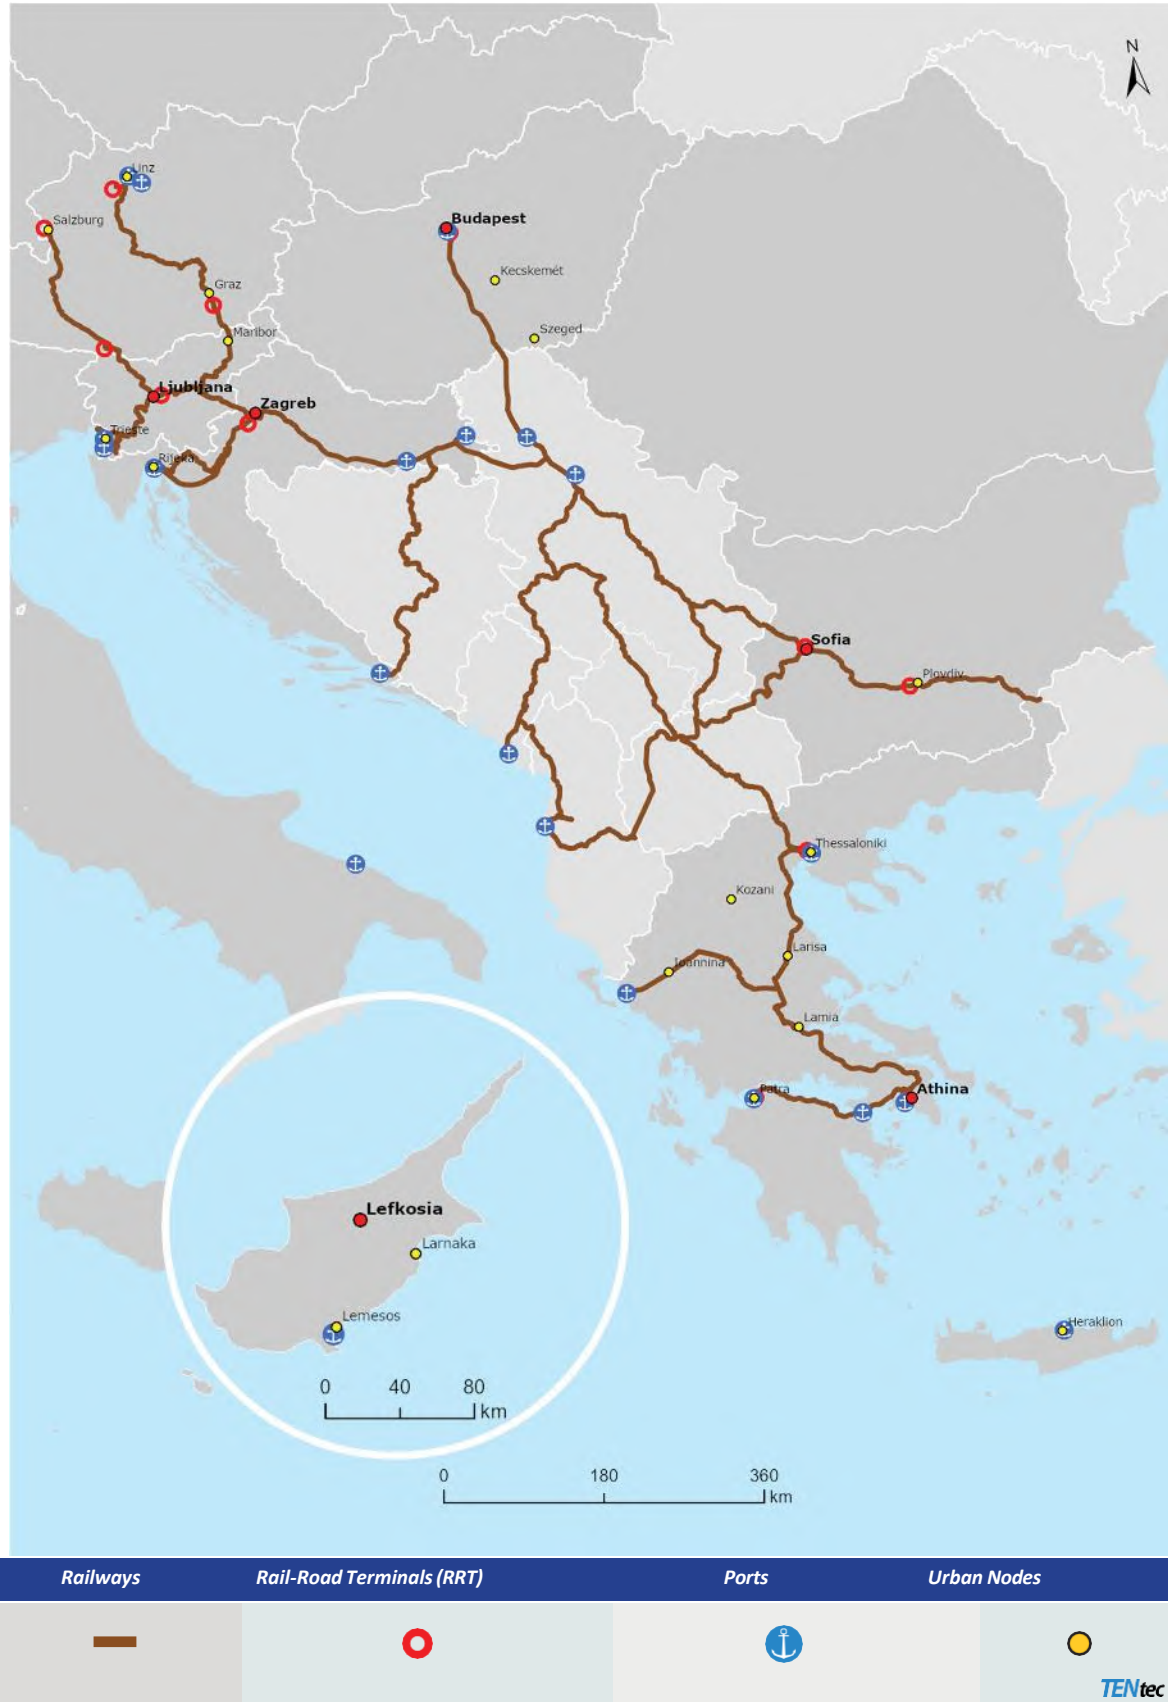 N
Linz
Salzburg
Budapest
Kecskemét
Graz
Szeged
Maribor
Ljubljana
Zagreb
Trieste
Rijeka
Sofia
Plovdiv
Thessaloniki
Kozani
Larisa
Ioannina
Lamia
Patra
Athina
Lefkosia
Larnaka
Lemesos
Heraklion
0 40 80
km
0 180 360
km
Railways Rail-Road Terminals (RRT) Ports Urban Nodes
TENtec